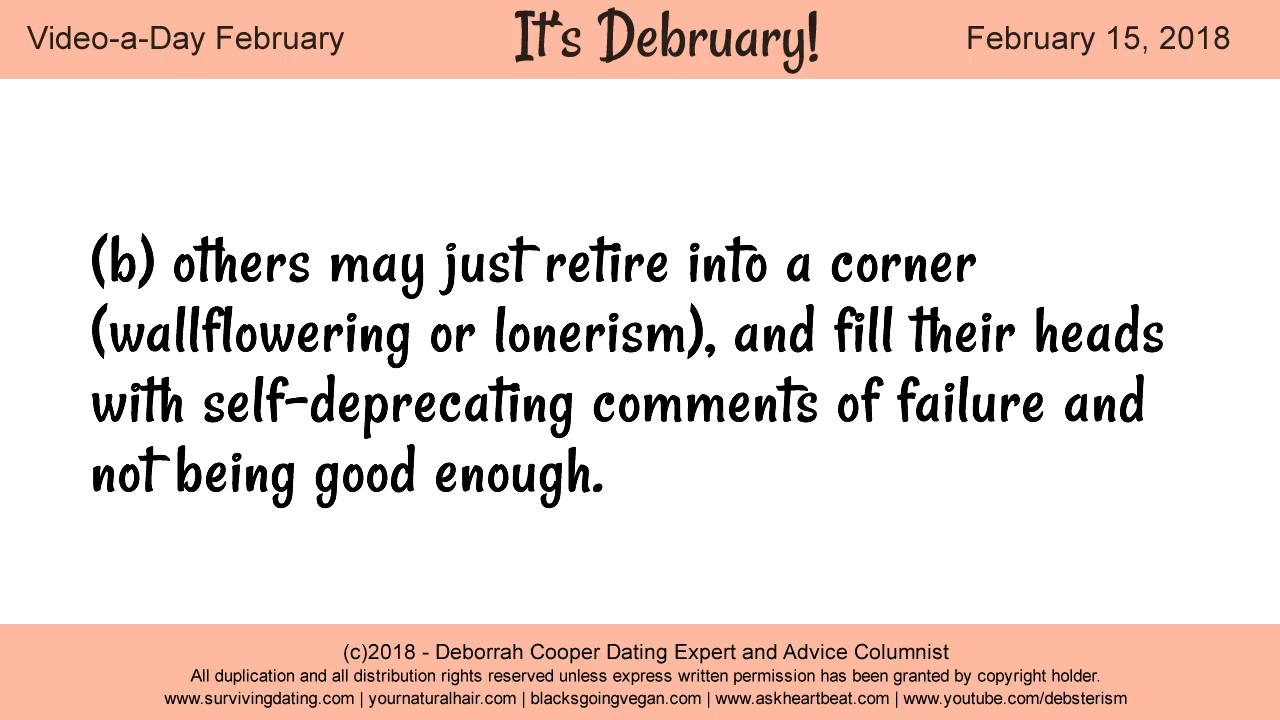 Video-a-Day February
It's Debruary!
February 15, 2018
(b) others may just retire into a corner
(wallflowering or lonerism), and fill their heads
with self-deprecating comments of failure and
not being good enough.
(c)2018 - Deborrah Cooper Dating Expert and Advice Columnist
All duplication and all distribution rights reserved unless express written permission has been granted by copyright holder.
www.survivingdating.com | yournaturalhair.com | blacksgoingvegan.com | www.askheartbeat.com | www.youtube.com/debsterism